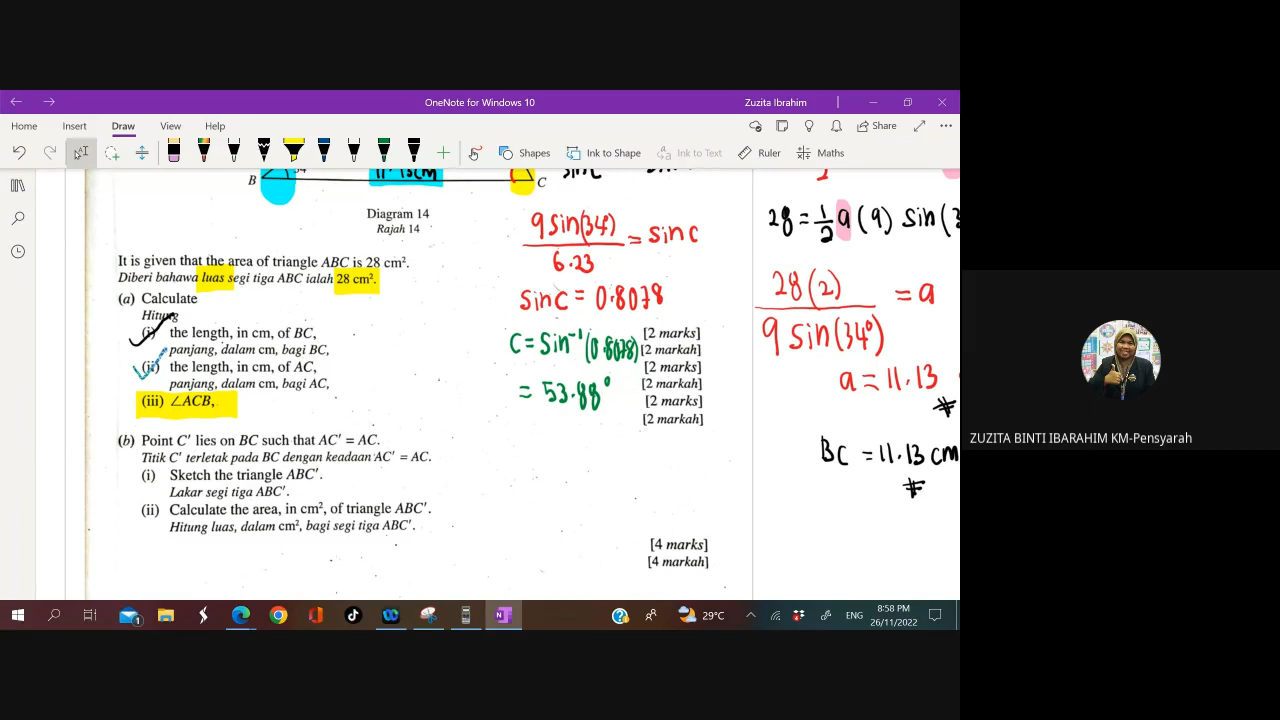 OneNote for Windows 10
Zuzita Ibrahim
Home Insert Draw View Help
Share
Shapes Ink to Shape Ink to Text Ruler Maths
B 34 11.13cm C
Diagram 14
Rajah 14
It is given that the area of triangle ABC is 28 cm².
Diberi bahawa luas segi tiga ABC ialah 28 cm².
(a) Calculate
Hitung
(i) the length, in cm, of BC, [2 marks]
panjang, dalam cm, bagi BC, [2 markah]
(ii) the length, in cm, of AC, [2 marks]
panjang, dalam cm, bagi AC, [2 markah]
(iii) ∠ACB, [2 marks]
[2 markah]
(b) Point C′ lies on BC such that AC′ = AC.
Titik C′ terletak pada BC dengan keadaan AC′ = AC.
(i) Sketch the triangle ABC′.
Lakar segi tiga ABC′.
(ii) Calculate the area, in cm², of triangle ABC′.
Hitung luas, dalam cm², bagi segi tiga ABC′.
[4 marks]
[4 markah]
9 sin(34) / 6.23 = sin C
sin C = 0.8078
C = sin⁻¹(0.8078)
= 53.88°
28 = 1/2 a (9) sin(3
28 (2) / 9 sin(34°) = a
a = 11.13
BC = 11.13 cm
ZUZITA BINTI IBARAHIM KM-Pensyarah
29°C
ENG
8:58 PM
26/11/2022